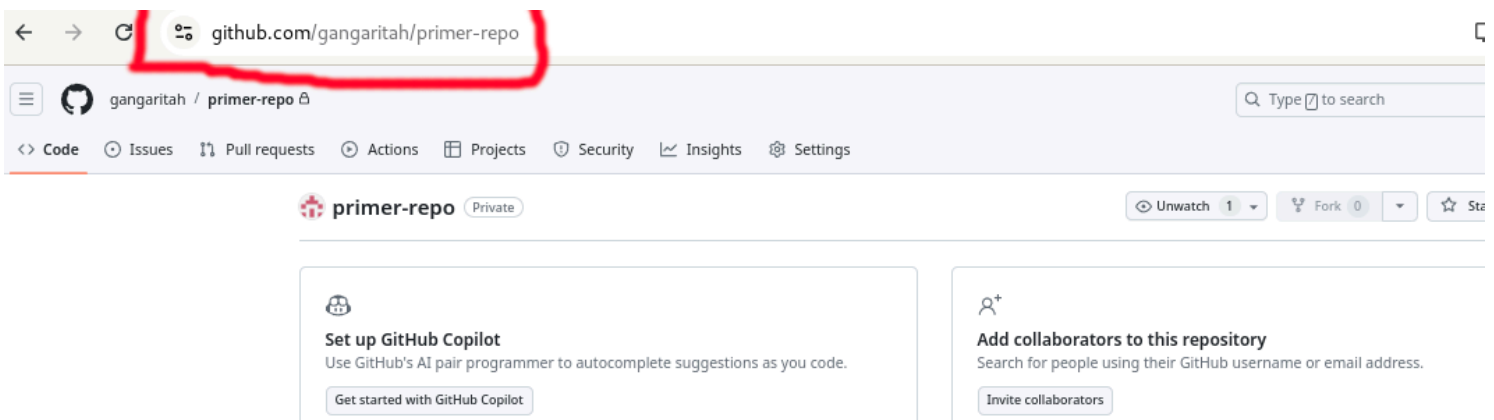 github.com/gangaritah/primer-repo
gangaritah / primer-repo
Type / to search
Code Issues Pull requests Actions Projects Security Insights Settings
primer-repo Private
Unwatch 1 Fork 0
Set up GitHub Copilot
Use GitHub's AI pair programmer to autocomplete suggestions as you code.
Get started with GitHub Copilot
Add collaborators to this repository
Search for people using their GitHub username or email address.
Invite collaborators